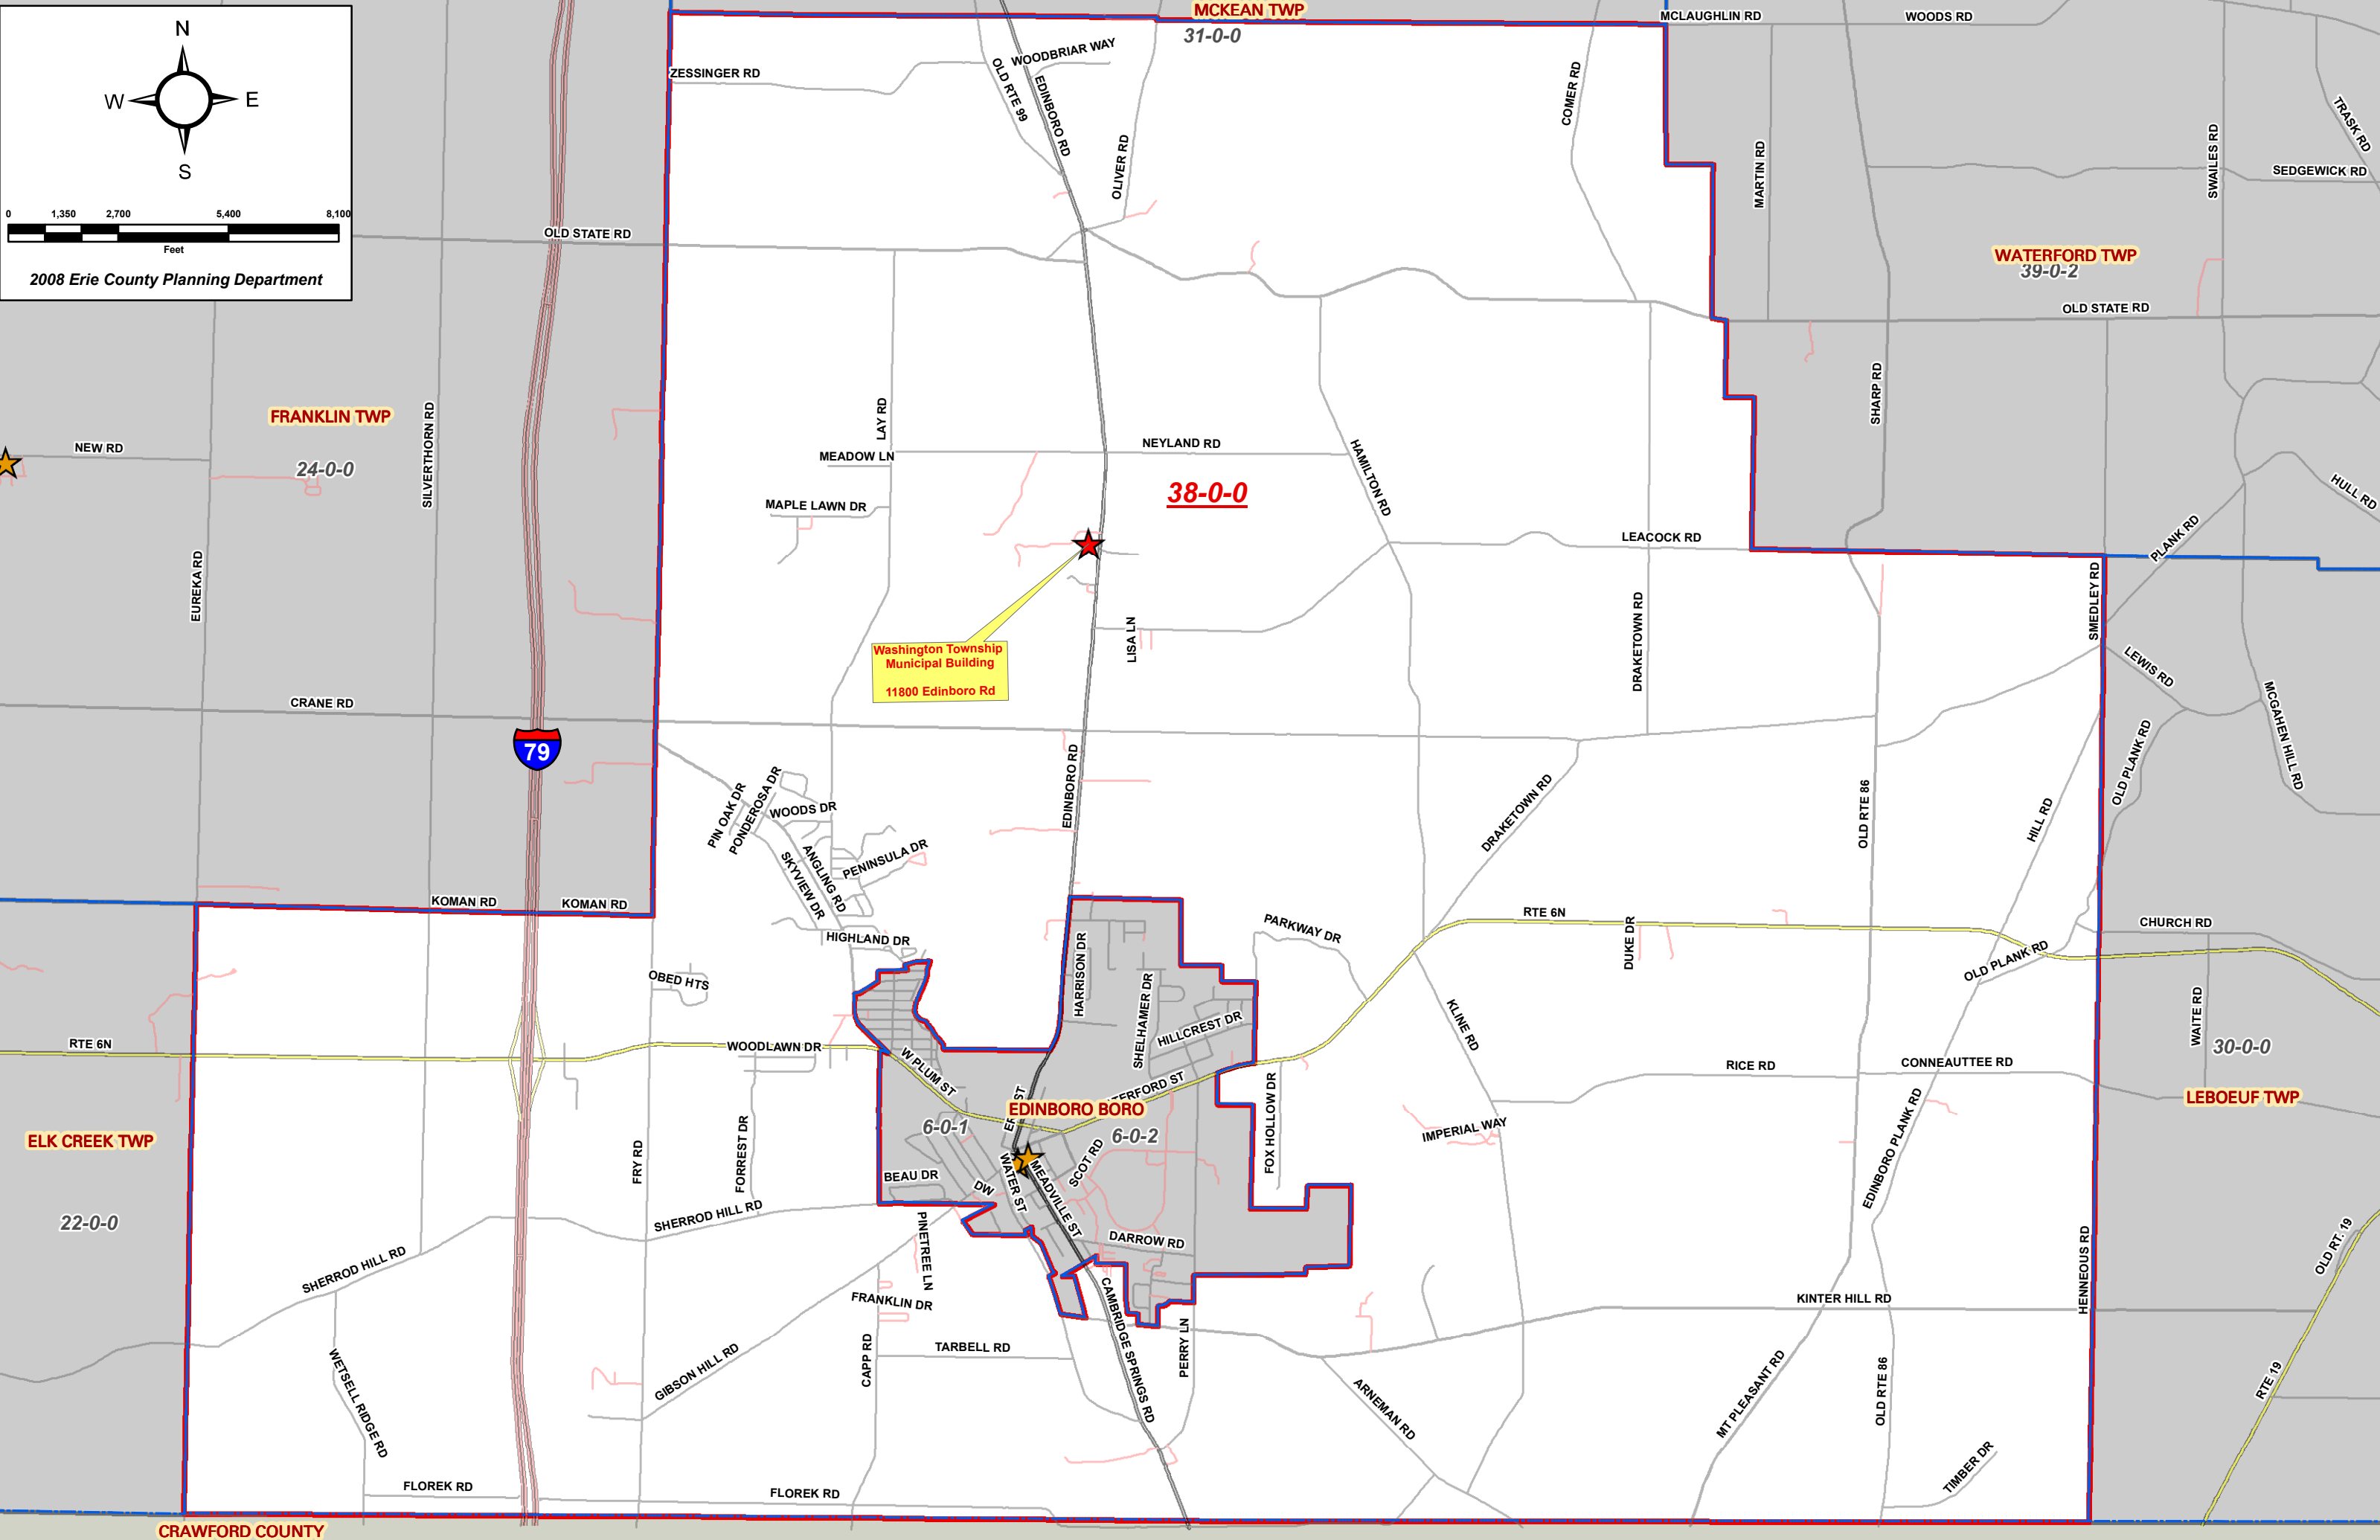 N
W
E
S
0 1,350 2,700 5,400 8,100
Feet
2008 Erie County Planning Department
MCKEAN TWP
31-0-0
MCLAUGHLIN RD
WOODS RD
ZESSINGER RD
WOODBRIAR WAY
OLD RTE 99
EDINBORO RD
OLIVER RD
COMER RD
MARTIN RD
SWAILES RD
TRASK RD
SEDGEWICK RD
OLD STATE RD
WATERFORD TWP
39-0-2
OLD STATE RD
FRANKLIN TWP
24-0-0
NEW RD
SILVERTHORN RD
EUREKA RD
LAY RD
MEADOW LN
MAPLE LAWN DR
NEYLAND RD
38-0-0
HAMILTON RD
SHARP RD
HULL RD
PLANK RD
LEACOCK RD
SMEDLEY RD
DRAKETOWN RD
LISA LN
Washington Township
Municipal Building
11800 Edinboro Rd
LEWIS RD
MCGAHEN HILL RD
OLD PLANK RD
CRANE RD
79
PIN OAK DR
PONDEROSA DR
WOODS DR
SKYVIEW DR
ANGLING RD
PENINSULA DR
EDINBORO RD
DRAKETOWN RD
OLD RTE 86
HILL RD
KOMAN RD
KOMAN RD
HIGHLAND DR
HARRISON DR
PARKWAY DR
RTE 6N
DUKE DR
OLD PLANK RD
CHURCH RD
OBED HTS
SHELHAMER DR
HILLCREST DR
KLINE RD
WAITE RD
30-0-0
LEBOEUF TWP
RTE 6N
WOODLAWN DR
W PLUM ST
RICE RD
CONNEAUTTEE RD
TERFORD ST
EDINBORO BORO
6-0-1
6-0-2
ELK CREEK TWP
22-0-0
FRY RD
FORREST DR
FOX HOLLOW DR
IMPERIAL WAY
EDINBORO PLANK RD
BEAU DR
DW
WATER ST
MEADVILLE ST
SCOT RD
SHERROD HILL RD
SHERROD HILL RD
PINETREE LN
DARROW RD
HENNEOUS RD
OLD RT. 19
FRANKLIN DR
CAMBRIDGE SPRINGS RD
KINTER HILL RD
WETSELL RIDGE RD
GIBSON HILL RD
CAPP RD
TARBELL RD
PERRY LN
ARNEMAN RD
MT PLEASANT RD
OLD RTE 86
RTE 19
TIMBER DR
FLOREK RD
FLOREK RD
CRAWFORD COUNTY